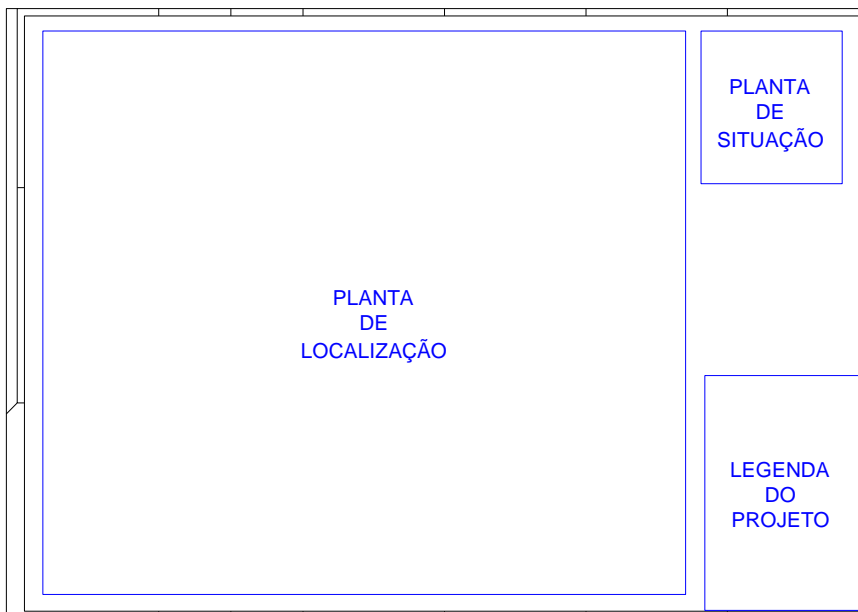 PLANTA
DE
SITUAÇÃO
PLANTA
DE
LOCALIZAÇÃO
LEGENDA
DO
PROJETO